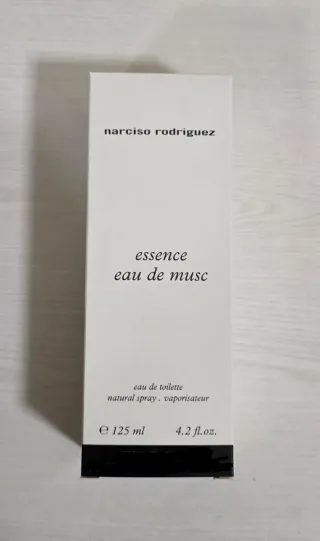 narciso rodriguez
essence
eau de musc
eau de toilette
natural spray . vaporisateur
℮ 125 ml 4.2 fl.oz.